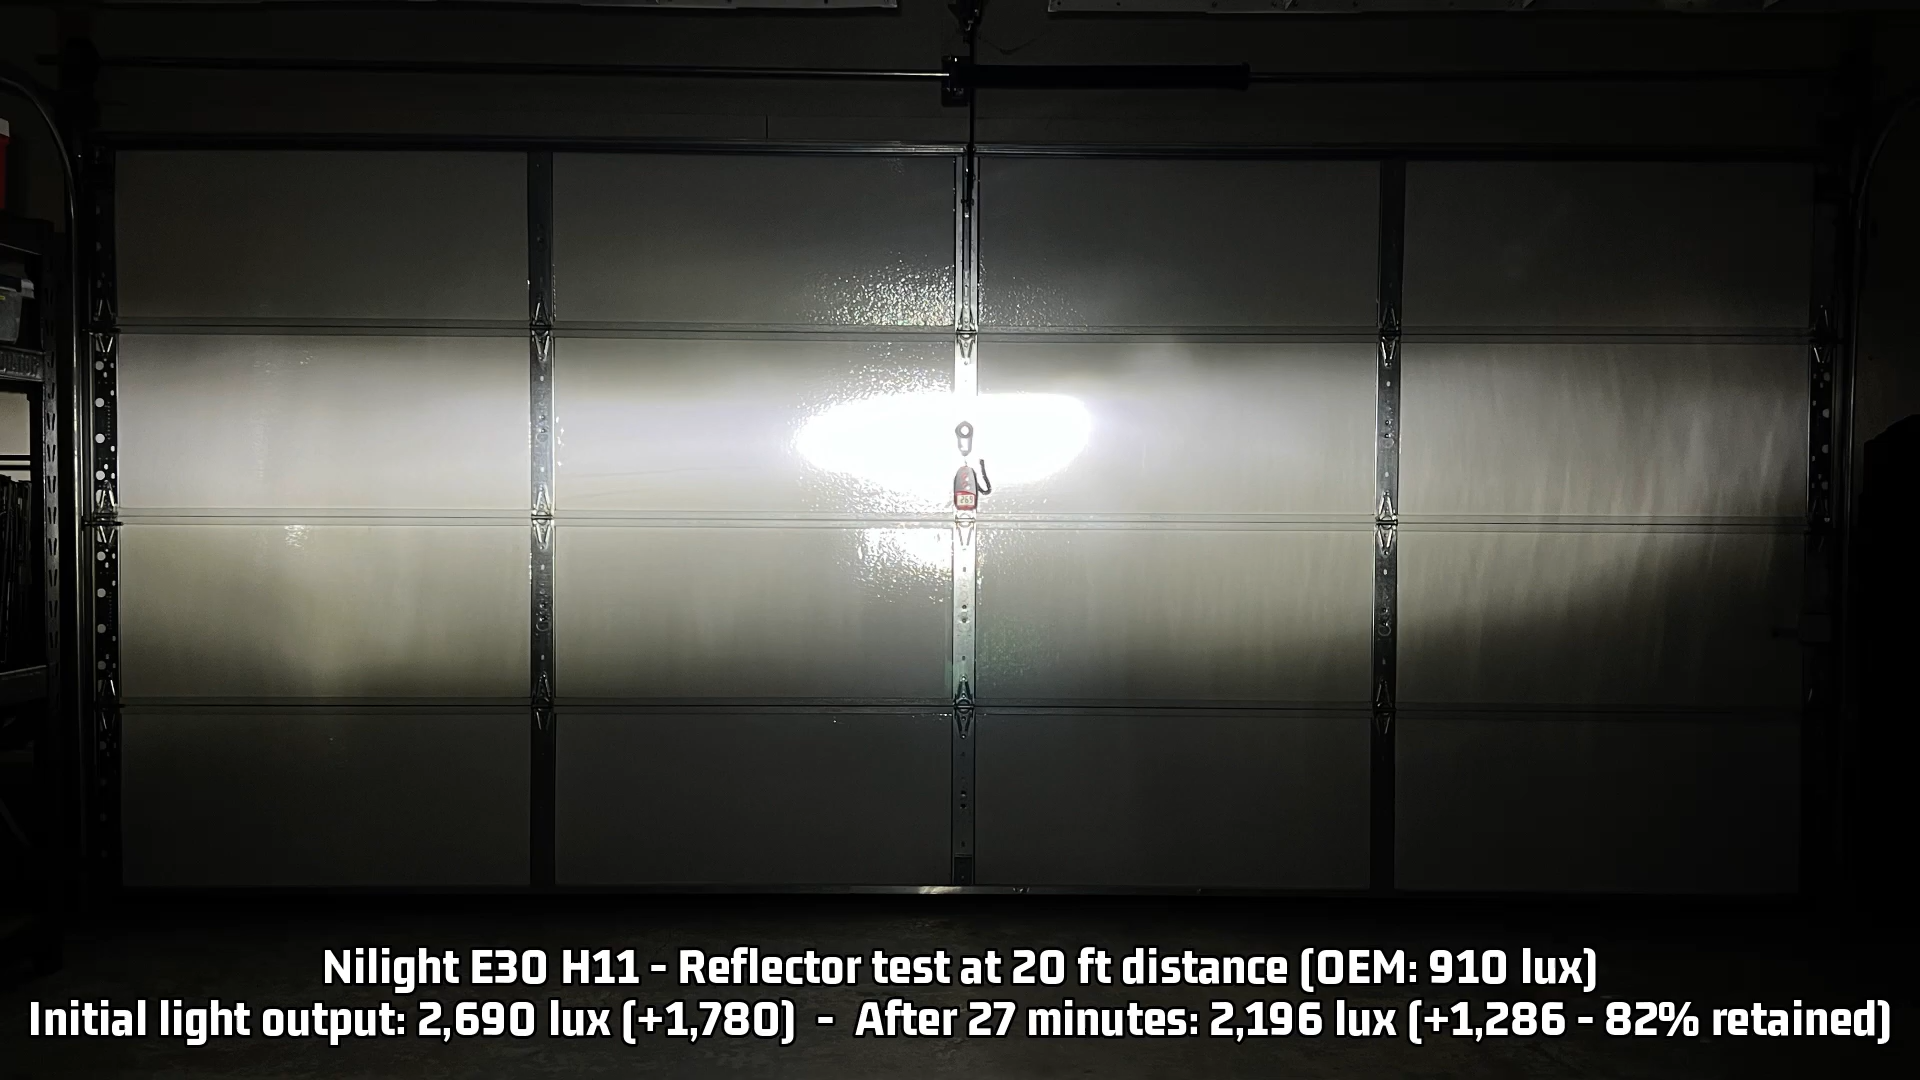 Nilight E30 H11 - Reflector test at 20 ft distance (OEM: 910 lux)
Initial light output: 2,690 lux (+1,780) - After 27 minutes: 2,196 lux (+1,286 - 82% retained)